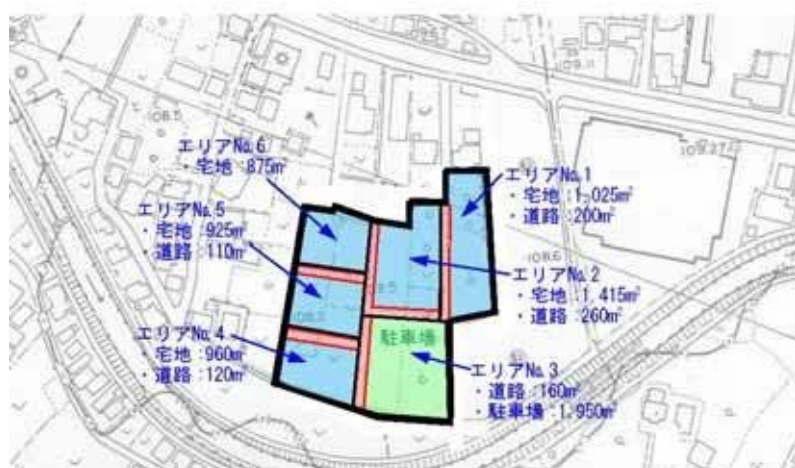 エリアNo.6
・宅地:875㎡
エリアNo.5
・宅地:925㎡
・道路:110㎡
エリアNo.4
・宅地:960㎡
・道路:120㎡
エリアNo.1
・宅地:1,025㎡
・道路:200㎡
エリアNo.2
・宅地:1,415㎡
・道路:260㎡
エリアNo.3
・道路:160㎡
・駐車場:1,950㎡
駐車場
108.5
108.6